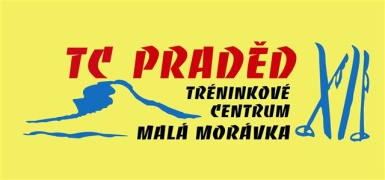 TC PRADĚD
TRÉNINKOVÉ
CENTRUM
MALÁ MORÁVKA